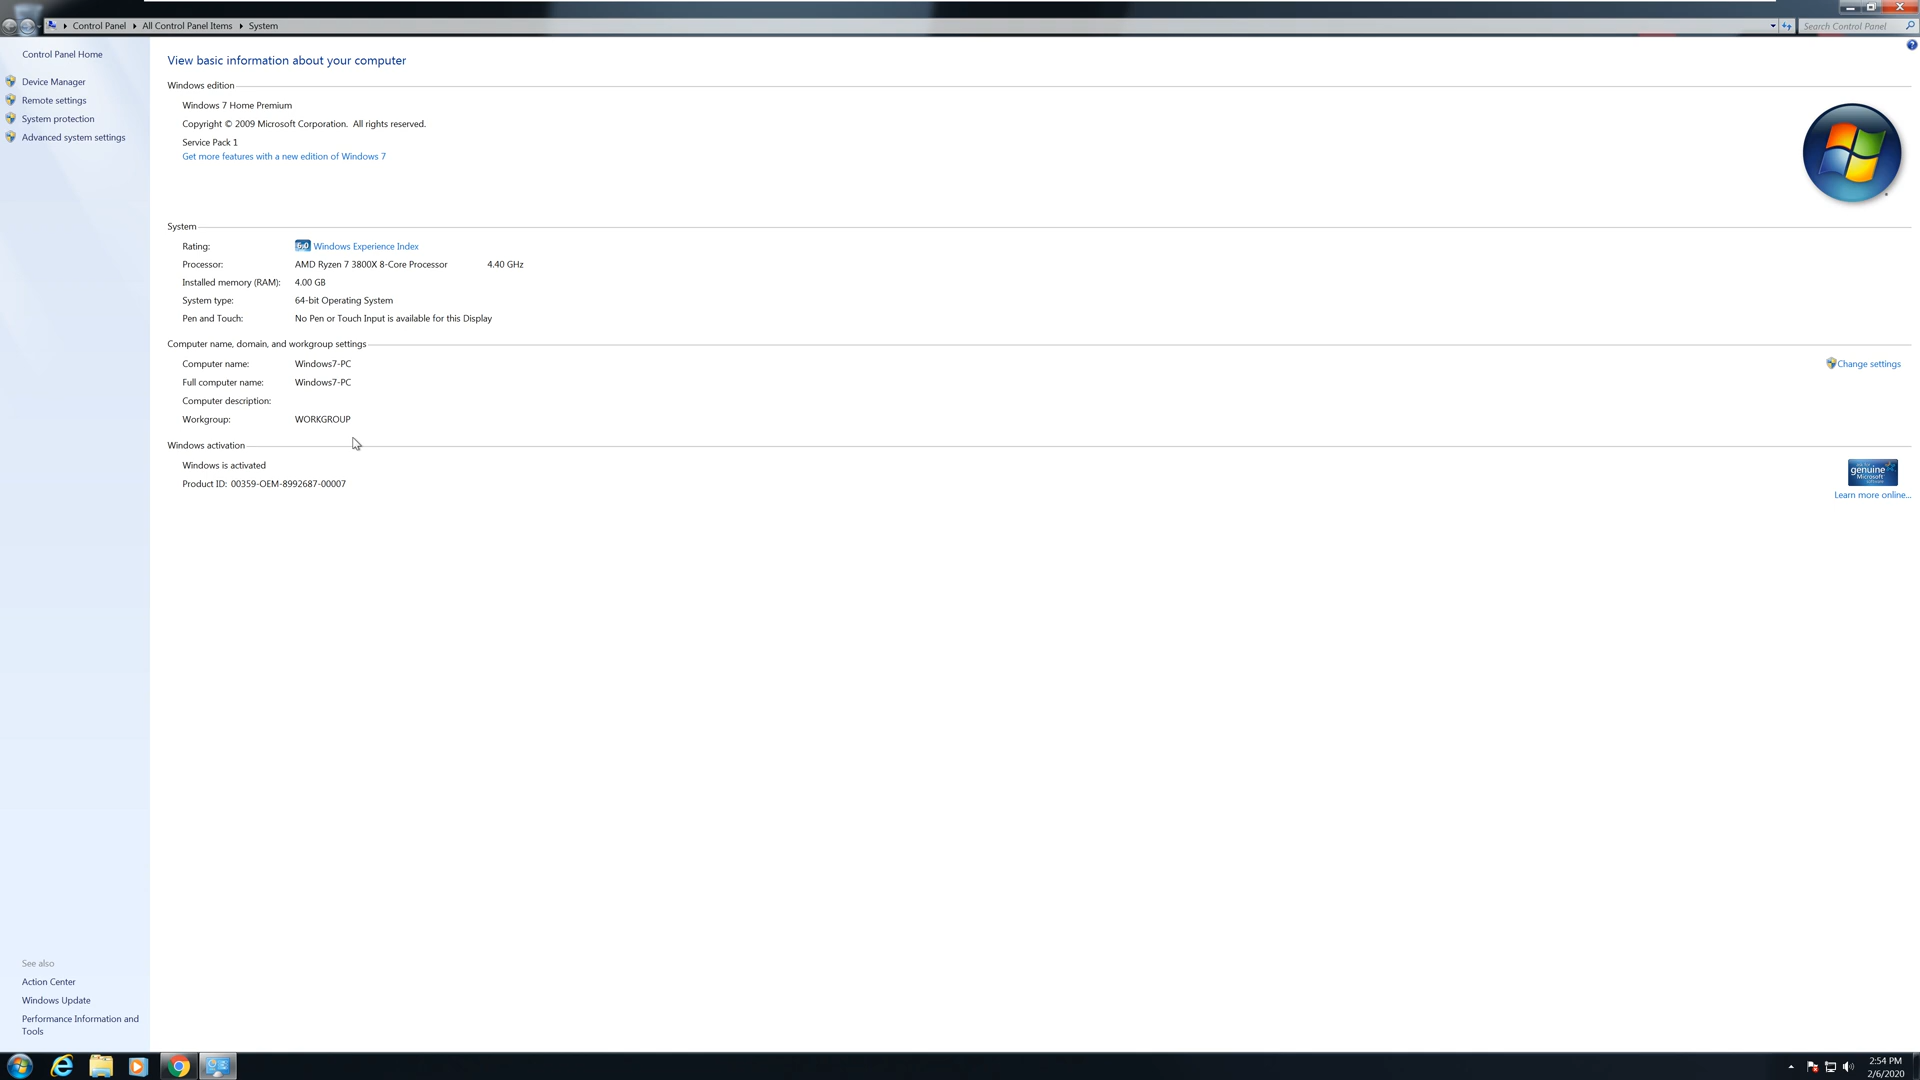 Control Panel All Control Panel Items System
Search Control Panel
Control Panel Home
Device Manager
Remote settings
System protection
Advanced system settings
View basic information about your computer
Windows edition
Windows 7 Home Premium
Copyright © 2009 Microsoft Corporation. All rights reserved.
Service Pack 1
Get more features with a new edition of Windows 7
System
Rating: 6.0 Windows Experience Index
Processor: AMD Ryzen 7 3800X 8-Core Processor 4.40 GHz
Installed memory (RAM): 4.00 GB
System type: 64-bit Operating System
Pen and Touch: No Pen or Touch Input is available for this Display
Computer name, domain, and workgroup settings
Computer name: Windows7-PC
Change settings
Full computer name: Windows7-PC
Computer description:
Workgroup: WORKGROUP
Windows activation
Windows is activated
Product ID: 00359-OEM-8992687-00007
genuine
Microsoft
software
Learn more online...
See also
Action Center
Windows Update
Performance Information and
Tools
2:54 PM
2/6/2020